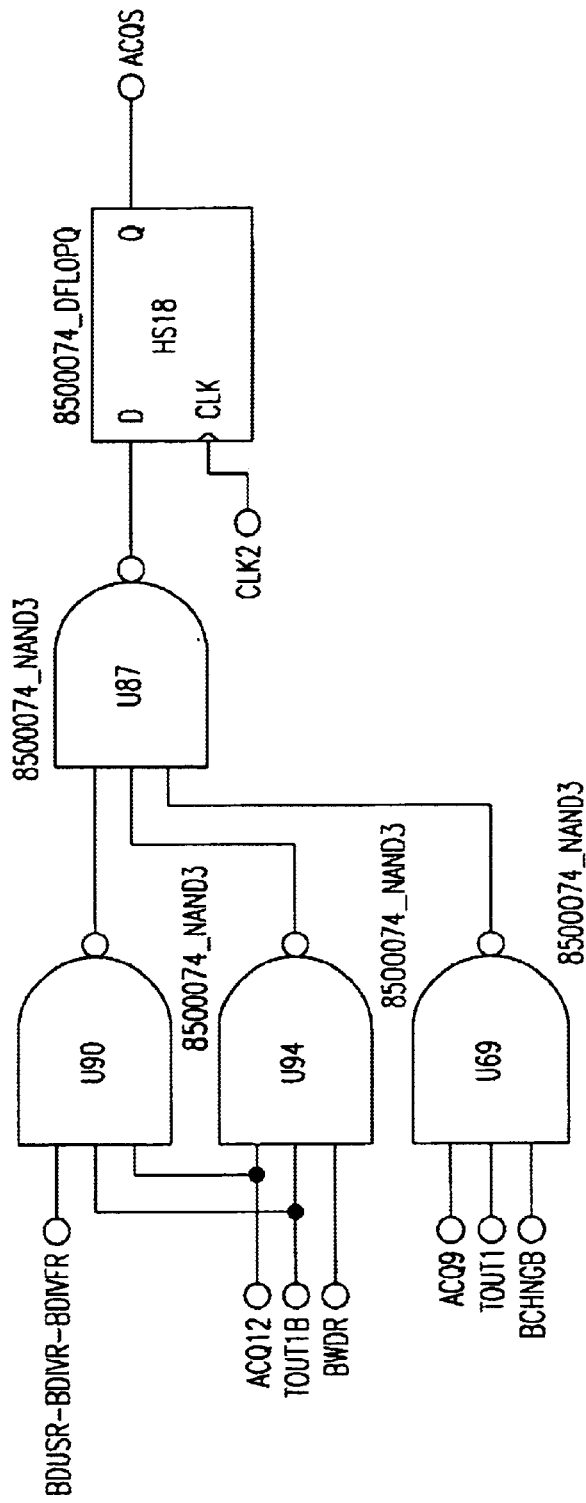 BDUSR-BDIVR-BDIVFR
U90
8500074_NAND3
ACQ12
TOUT1B
BWDR
U94
8500074_NAND3
ACQ9
TOUT1
BCHNGB
U69
8500074_NAND3
8500074_NAND3
U87
8500074_DFLOPQ
D
Q
HS18
CLK
CLK2
ACQS